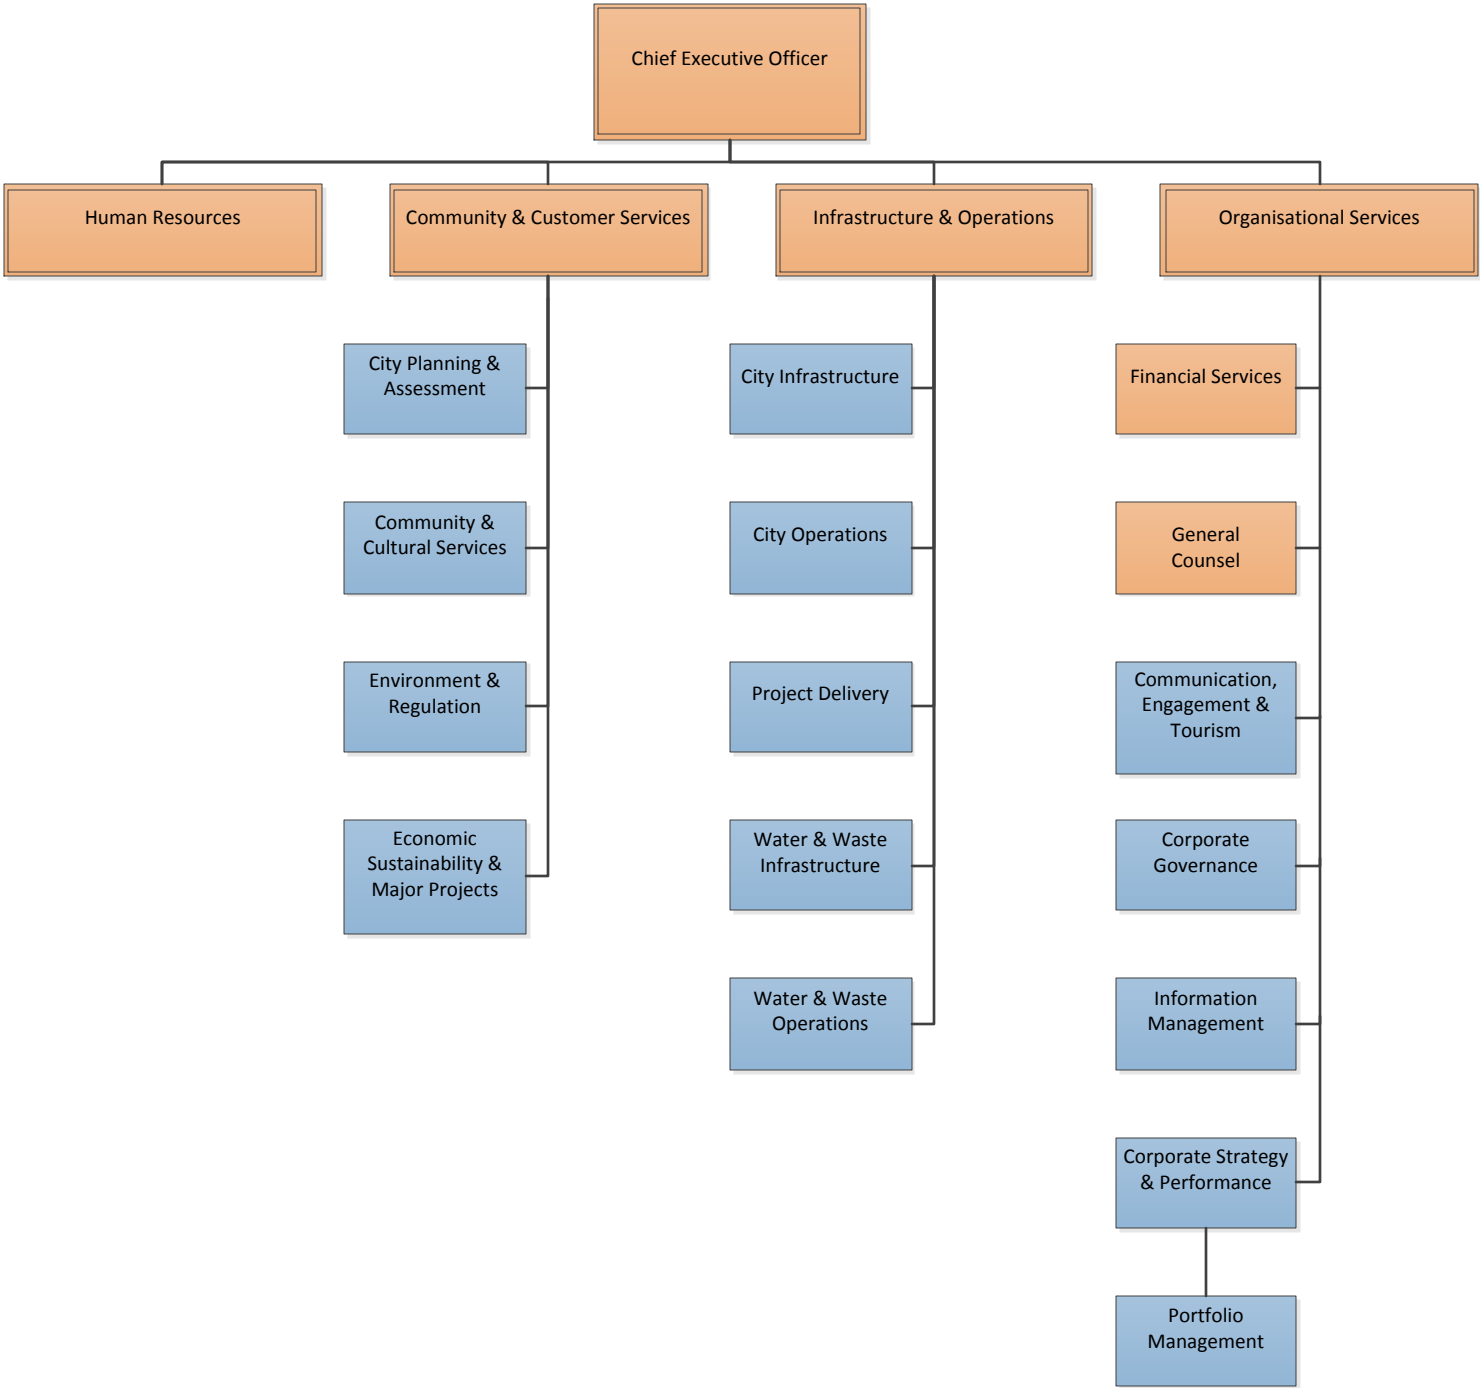 Chief Executive Officer
Human Resources
Community & Customer Services
Infrastructure & Operations
Organisational Services
City Planning &
Assessment
City Infrastructure
Financial Services
Community &
Cultural Services
City Operations
General
Counsel
Environment &
Regulation
Project Delivery
Communication,
Engagement &
Tourism
Economic
Sustainability &
Major Projects
Water & Waste
Infrastructure
Corporate
Governance
Water & Waste
Operations
Information
Management
Corporate Strategy
& Performance
Portfolio
Management